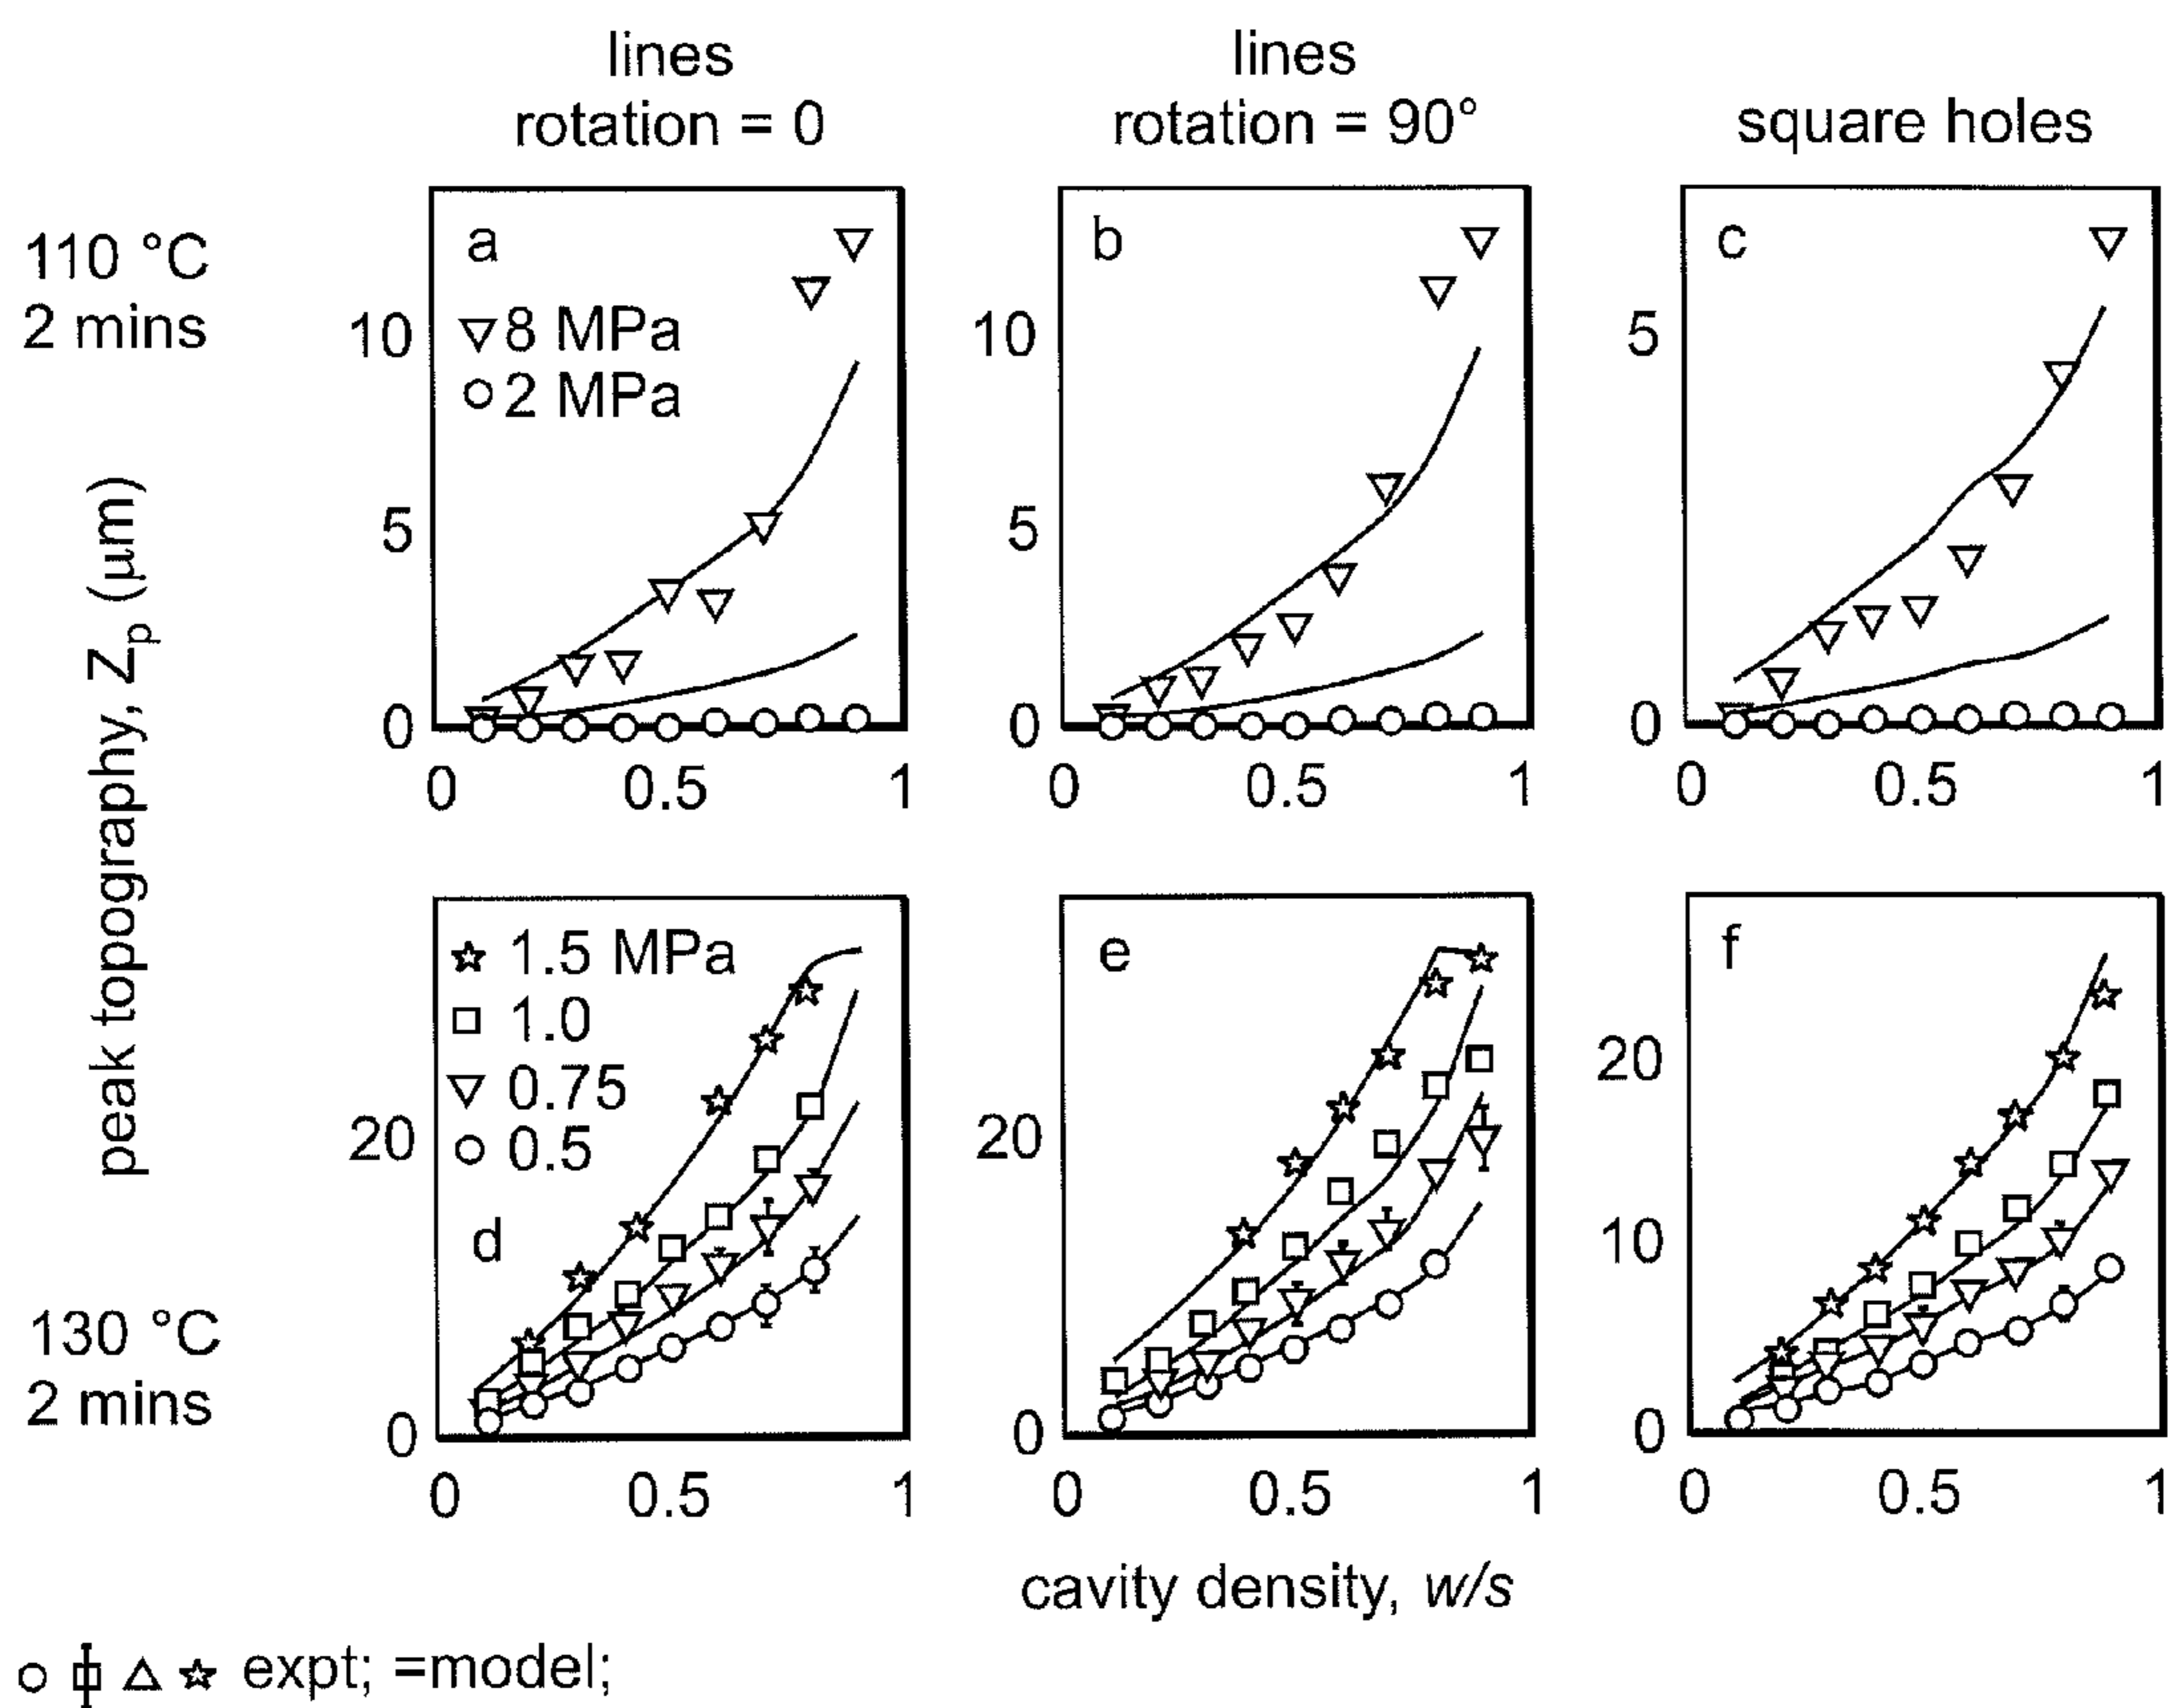 lines
rotation = 0
lines
rotation = 90°
square holes
110 °C
2 mins
peak topography, Zp (μm)
a
▽ 8 MPa
○ 2 MPa
10
5
0
0 0.5 1
b
10
5
0
0 0.5 1
c
5
0
0 0.5 1
130 °C
2 mins
☆ 1.5 MPa
□ 1.0
▽ 0.75
○ 0.5
d
20
0
0 0.5 1
e
20
0
0 0.5 1
f
20
10
0
0 0.5 1
cavity density, w/s
expt; =model;